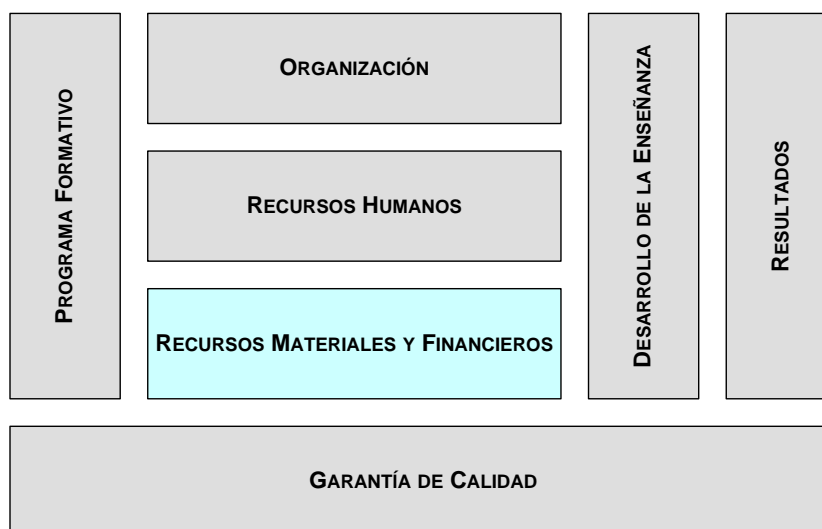 PROGRAMA FORMATIVO
ORGANIZACIÓN
RECURSOS HUMANOS
RECURSOS MATERIALES Y FINANCIEROS
DESARROLLO DE LA ENSEÑANZA
RESULTADOS
GARANTÍA DE CALIDAD